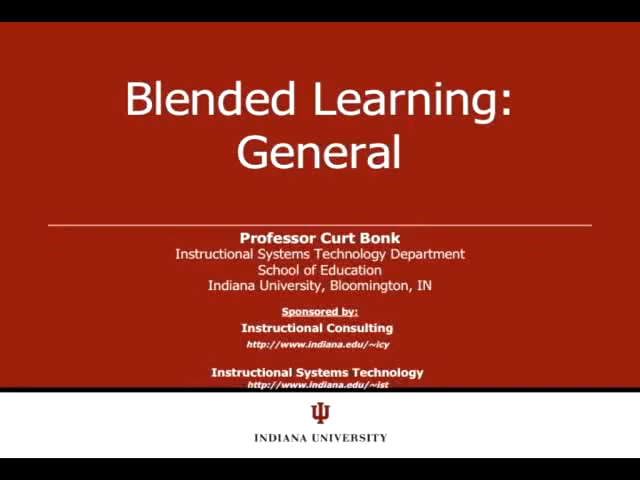 Blended Learning:
General
Professor Curt Bonk
Instructional Systems Technology Department
School of Education
Indiana University, Bloomington, IN
Sponsored by:
Instructional Consulting
http://www.indiana.edu/~icy
Instructional Systems Technology
http://www.indiana.edu/~ist
INDIANA UNIVERSITY